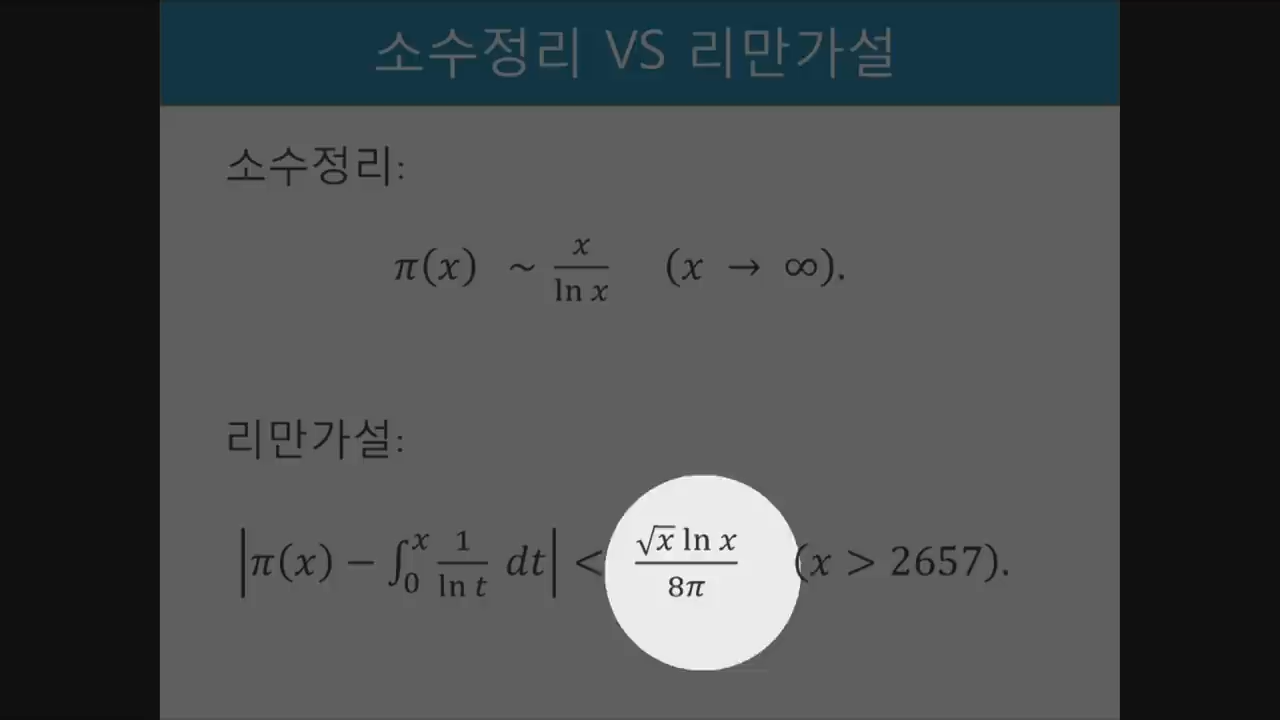 소수정리 VS 리만가설
소수정리:
π(x) ~ x/ln x (x → ∞).
리만가설:
|π(x) − ∫₀ˣ 1/ln t dt| < √x ln x/8π (x > 2657).